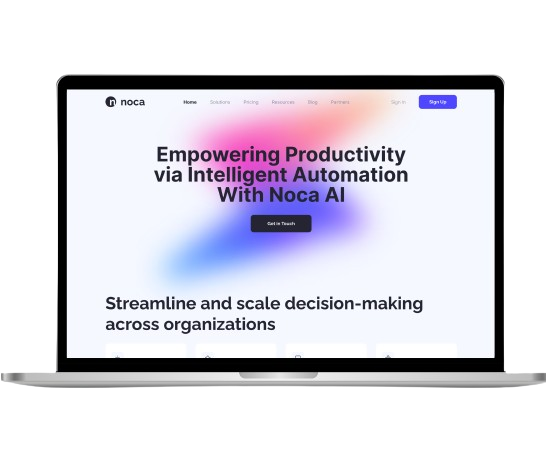 noca
Home Solutions Pricing Resources Blog Partners Sign in Sign Up
Empowering Productivity
via Intelligent Automation
With Noca AI
Get in Touch
Streamline and scale decision-making
across organizations